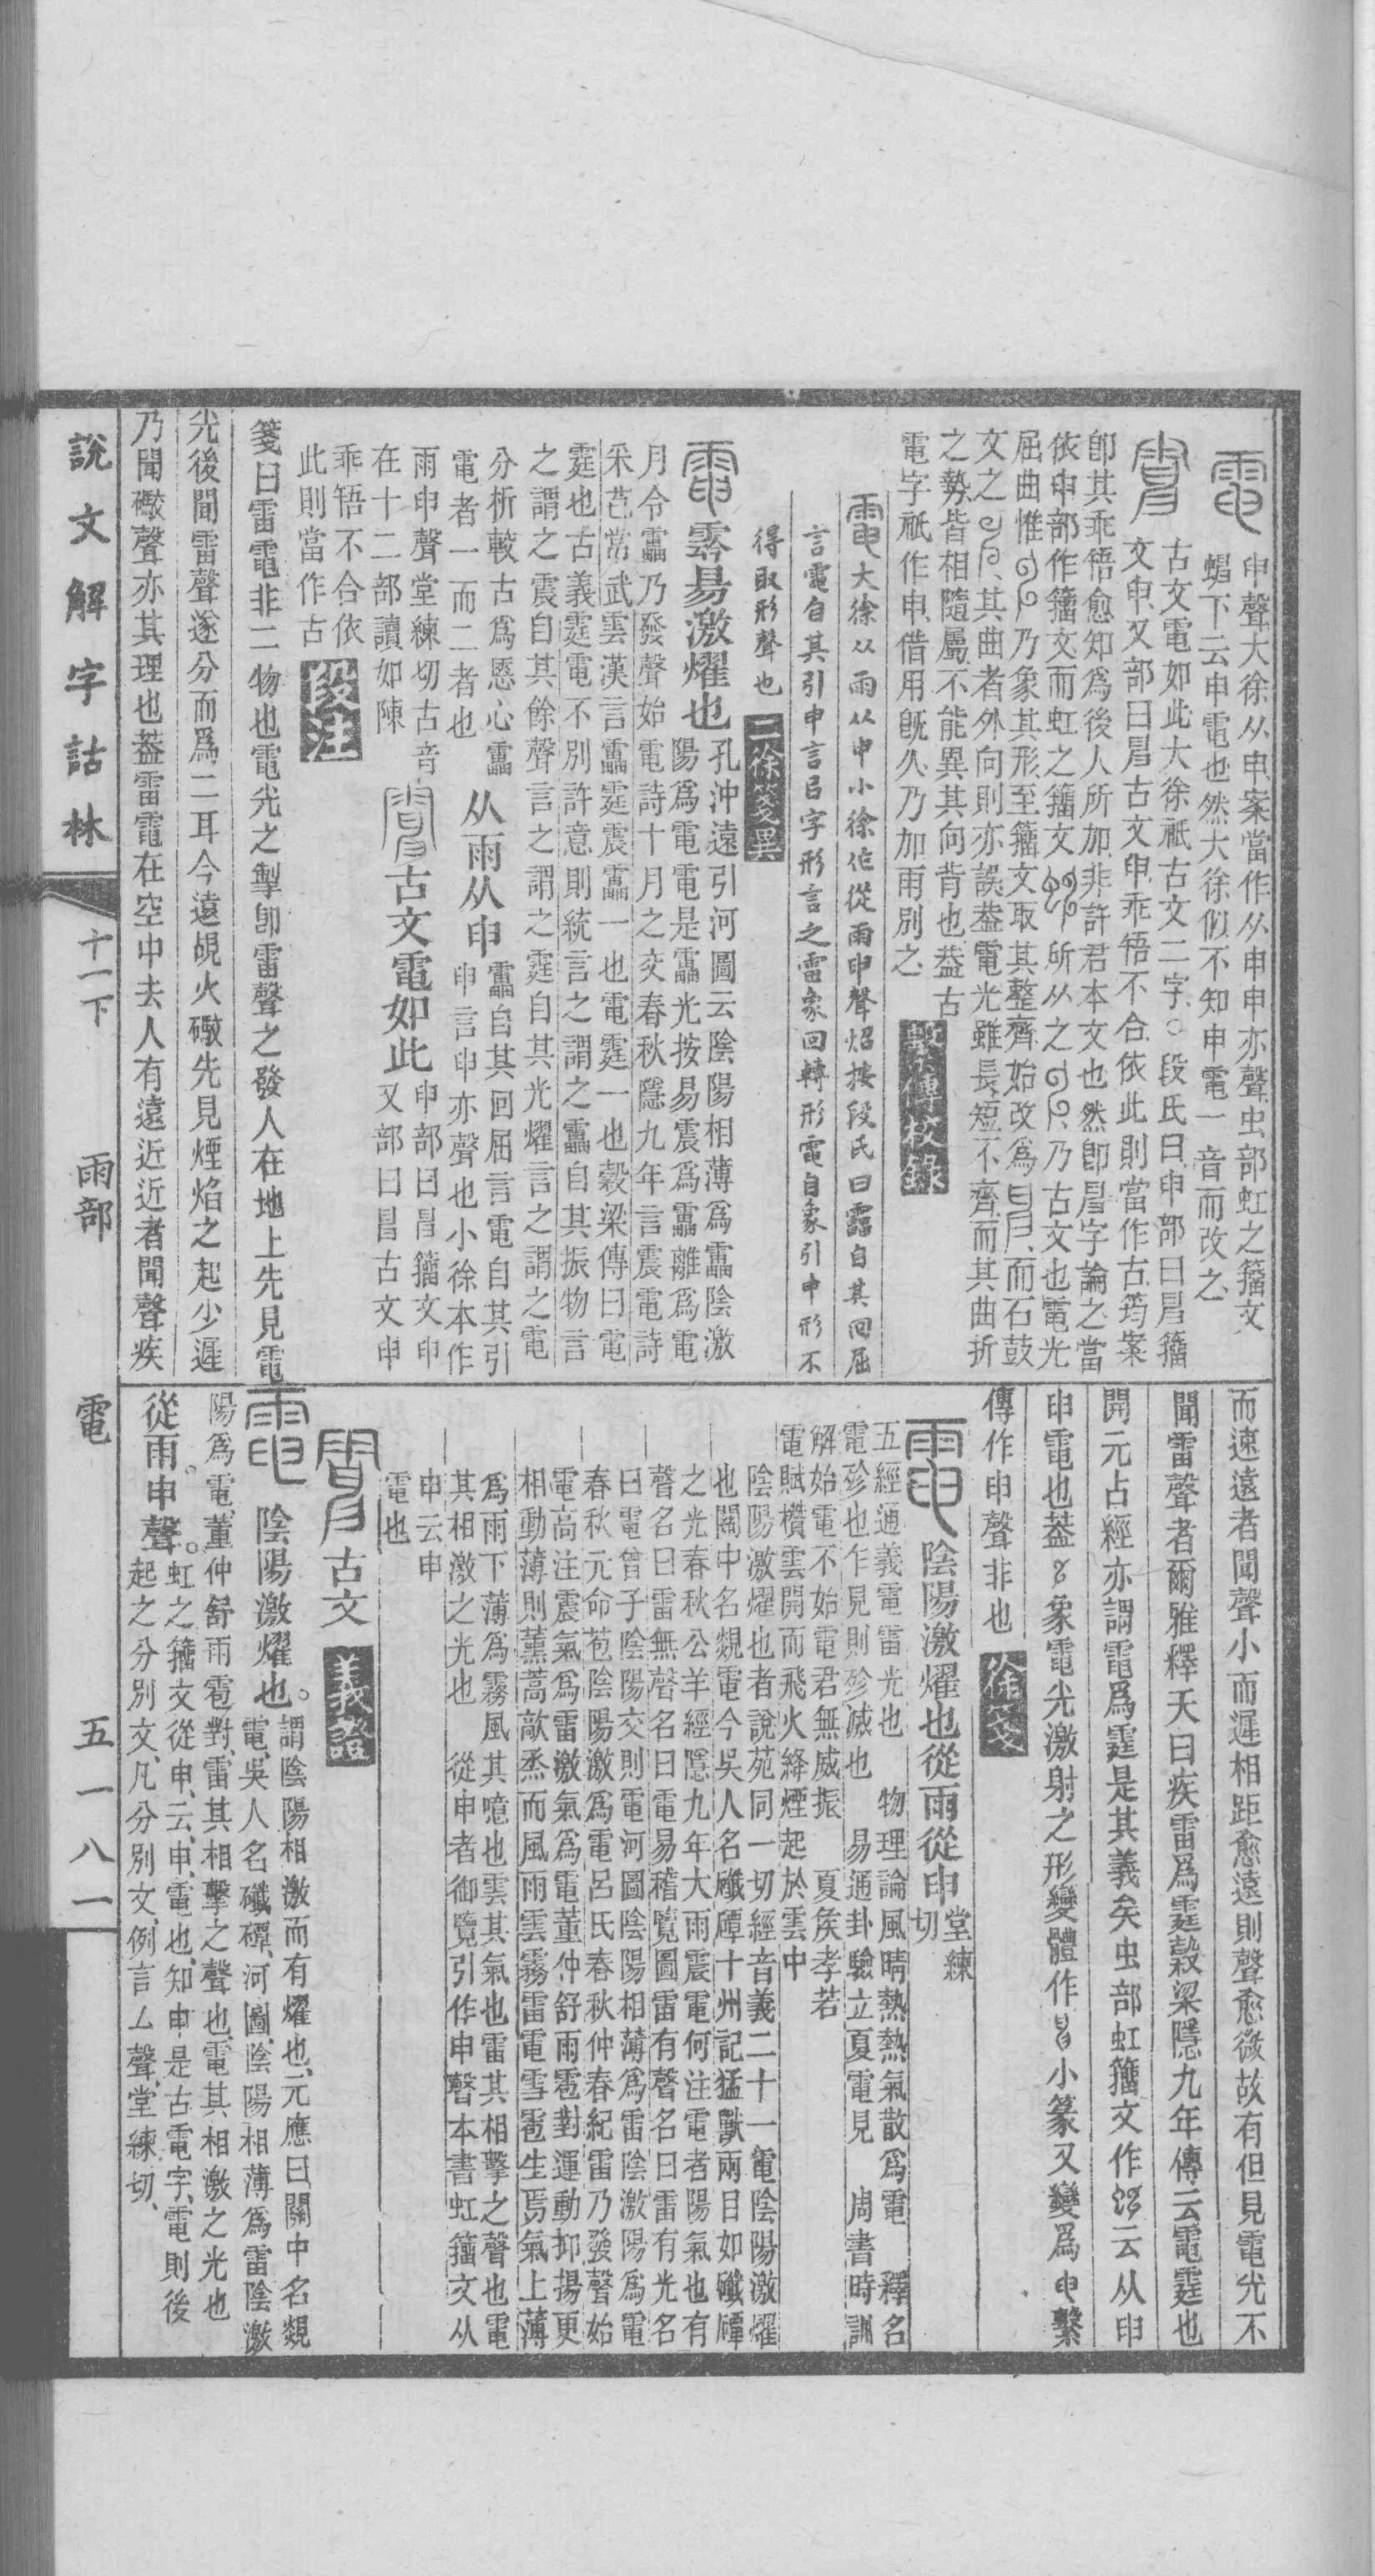 申聲大徐从申、案當作从申申亦聲、虫部虹之籒文
蝹下云申電也然大徐似不知申電一音而改之、
古文電如此、大徐祇古文二字、○段氏曰、申部曰𢑚籒
文申、又部曰𢑚古文申、乖啎不合、依此則當作古、筠案
卽其乖啎愈知爲後人所加、非許君本文也然卽𢑚字論之當
依申部作籒文而虹之籒文所从之乃古文也電光
屈曲惟乃象其形至籒文取其整齊始改爲而石鼓
文之、其曲者外向則亦誤葢電光雖長短不齊而其曲折
之勢皆相隨屬、不能異其向背也葢古
電字祇作申、借用旣久乃加雨別之、
繫傳校錄
電大徐从雨从申小徐作從雨申聲炤按段氏曰靁自其回屈
言電自其引申言㠯字形言之雷象回轉形電自象引申形不
得取形聲也
二徐箋異
電霒昜激燿也孔沖遠引河圖云陰陽相薄爲靁陰激
陽爲電電是靁光按易震爲靁離爲電
月令靁乃發聲始電詩十月之交春秋隱九年言震電詩
采芑常武雲漢言靁霆震靁一也電霆一也穀梁傳曰電
霆也古義霆電不別許意則統言之謂之靁自其振物言
之謂之震自其餘聲言之謂之霆自其光燿言之謂之電
分析較古爲悉心靁
電者一而二者也
从雨从申靁自其回屈言電自其引
申言申亦聲也小徐本作
雨申聲堂練切古音
在十二部讀如陳
古文電如此申部曰𢑚籒文申
又部曰𢑚古文申
乖啎不合依
此則當作古
段注
箋曰雷電非二物也電光之掣卽雷聲之發人在地上先見電
光後聞雷聲遂分而爲二耳今遠覘火礮先見煙焰之起少遲
乃聞礮聲亦其理也葢雷電在空中去人有遠近近者聞聲疾
而速遠者聞聲小而遲相距愈遠則聲愈微故有但見電光不
聞雷聲者爾雅釋天曰疾雷爲霆穀梁隱九年傳云電霆也
開元占經亦謂電爲霆是其義矣虫部虹籒文作云从申
申電也葢象電光激射之形變體作𢑚小篆又變爲申繫
傳作申聲非也
徐箋
電陰陽激燿也從雨從申堂練
切
五經通義電雷光也 物理論風晴熱熱氣散爲電 釋名
電殄也乍見則殄滅也 易通卦驗立夏電見 周書時訓
解始電不始電君無威振 夏矦孝若
電賦欑雲開而飛火絳煙起於雲中
陰陽激燿也者說苑同一切經音義二十一電陰陽激燿
也關中名覢電今吳人名䃸磹十州記猛獸兩目如䃸磹
之光春秋公羊經隱九年大雨震電何注電者陽氣也有
聲名曰雷無聲名曰電易稽覽圖雷有聲名曰雷有光名
曰電曾子陰陽交則電河圖陰陽相薄爲雷陰激陽爲電
春秋元命苞陰陽激爲電呂氏春秋仲春紀雷乃發聲始
電高注震氣爲雷激氣爲電董仲舒雨雹對運動抑揚更
相動薄則薰蒿歊烝而風雨雲霧雷電雪雹生焉氣上薄
爲雨下薄爲霧風其噫也雲其氣也雷其相擊之聲也電
其相激之光也 從申者御覽引作申聲本書虹籒文从
申云申
電也
古文
義證
電陰陽激燿也。謂陰陽相激而有燿也、元應曰、關中名覢
電、吳人名䃸磹、河圖、陰陽相薄爲雷陰激
陽爲電、董仲舒雨雹對、雷其相擊之聲也、電其相激之光也
從雨。申聲。虹之籒文從申、云、申、電也、知申是古電字、電則後
起之分別文、凡分別文、例言厶聲、堂練切、
說文解字詁林
十一下
雨部
電
五一八一